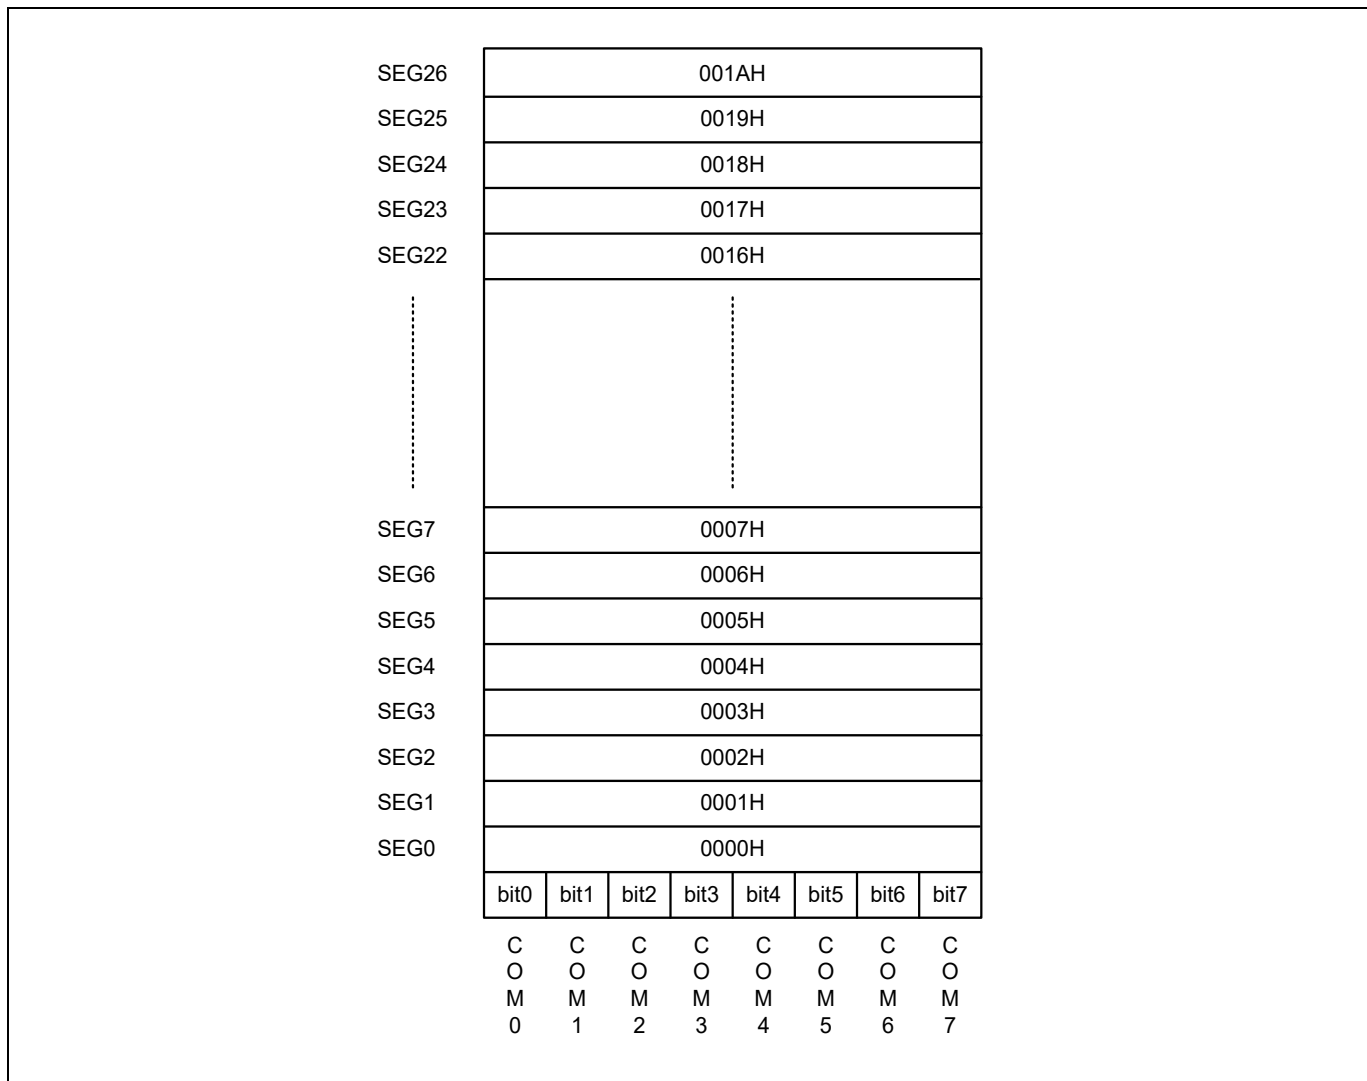 SEG26 001AH
SEG25 0019H
SEG24 0018H
SEG23 0017H
SEG22 0016H
SEG7 0007H
SEG6 0006H
SEG5 0005H
SEG4 0004H
SEG3 0003H
SEG2 0002H
SEG1 0001H
SEG0 0000H
bit0 bit1 bit2 bit3 bit4 bit5 bit6 bit7
C C C C C C C C
O O O O O O O O
M M M M M M M M
0 1 2 3 4 5 6 7